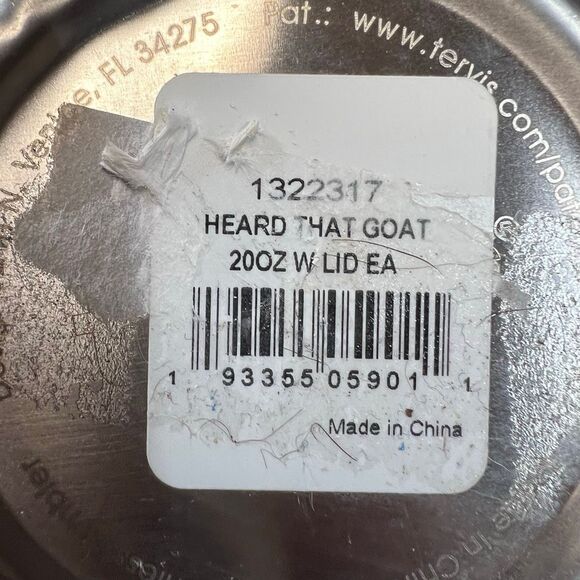 Venice, FL 34275
Pat.: www.tervis.com/pa
®
1322317
HEARD THAT GOAT
20OZ W LID EA
1 93355 05901 1
Made in China